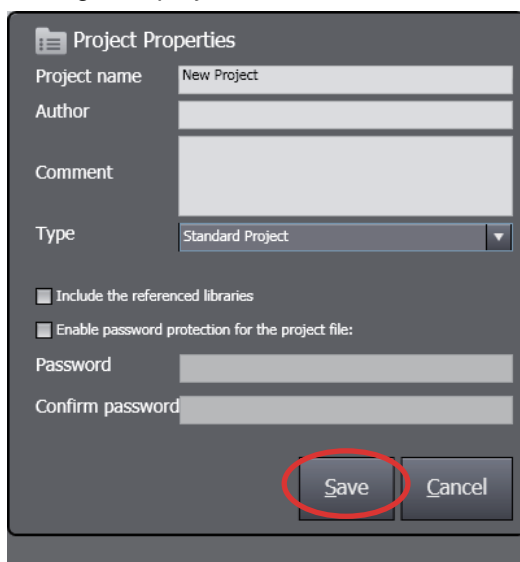 Project Properties
Project name New Project
Author
Comment
Type Standard Project
Include the referenced libraries
Enable password protection for the project file:
Password
Confirm password
Save Cancel